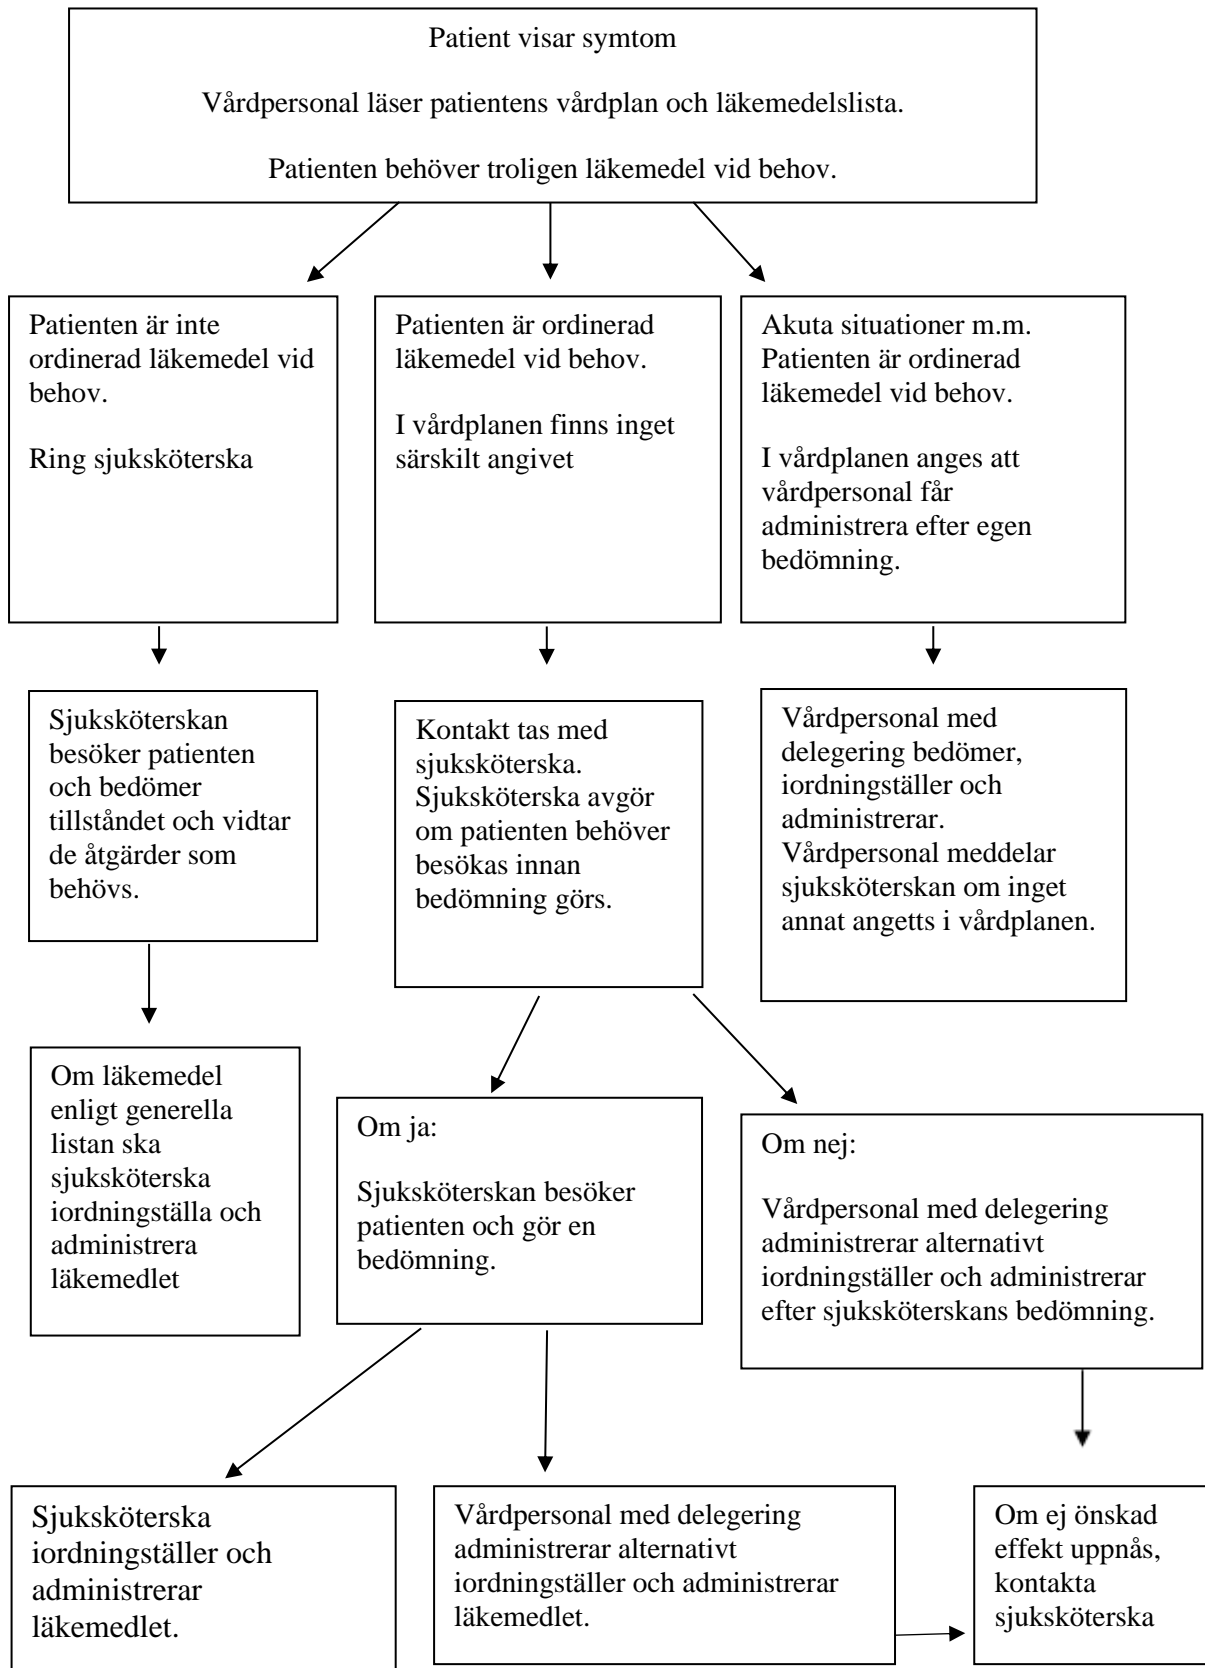 Patient visar symtom
Vårdpersonal läser patientens vårdplan och läkemedelslista.
Patienten behöver troligen läkemedel vid behov.
Patienten är inte
ordinerad läkemedel vid
behov.
Ring sjuksköterska
Patienten är ordinerad
läkemedel vid behov.
I vårdplanen finns inget
särskilt angivet
Akuta situationer m.m.
Patienten är ordinerad
läkemedel vid behov.
I vårdplanen anges att
vårdpersonal får
administrera efter egen
bedömning.
Sjuksköterskan
besöker patienten
och bedömer
tillståndet och vidtar
de åtgärder som
behövs.
Kontakt tas med
sjuksköterska.
Sjuksköterska avgör
om patienten behöver
besökas innan
bedömning görs.
Vårdpersonal med
delegering bedömer,
iordningställer och
administrerar.
Vårdpersonal meddelar
sjuksköterskan om inget
annat angetts i vårdplanen.
Om läkemedel
enligt generella
listan ska
sjuksköterska
iordningställa och
administrera
läkemedlet
Om ja:
Sjuksköterskan besöker
patienten och gör en
bedömning.
Om nej:
Vårdpersonal med delegering
administrerar alternativt
iordningställer och administrerar
efter sjuksköterskans bedömning.
Sjuksköterska
iordningställer och
administrerar
läkemedlet.
Vårdpersonal med delegering
administrerar alternativt
iordningställer och administrerar
läkemedlet.
Om ej önskad
effekt uppnås,
kontakta
sjuksköterska